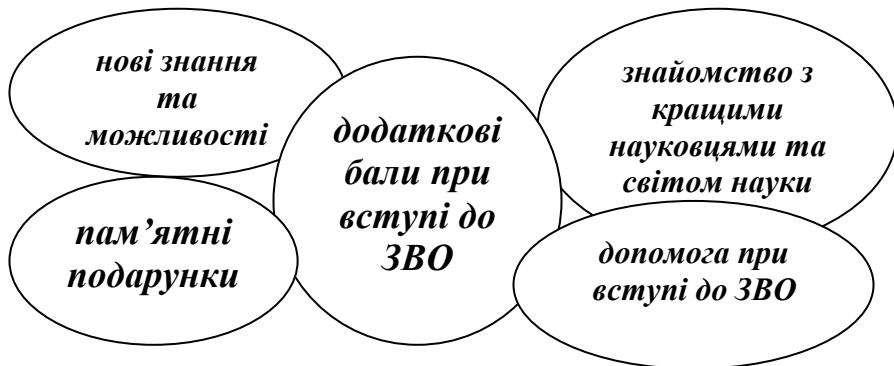 нові знання
та
можливості
пам’ятні
подарунки
додаткові
бали при
вступі до
ЗВО
знайомство з
кращими
науковцями та
світом науки
допомога при
вступі до ЗВО